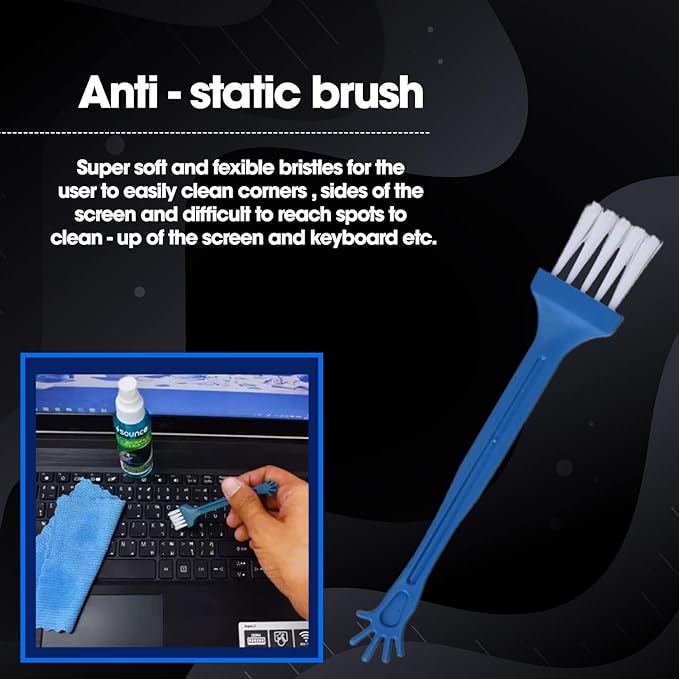 Anti - static brush
Super soft and fexible bristles for the
user to easily clean corners , sides of the
screen and difficult to reach spots to
clean - up of the screen and keyboard etc.
sounce